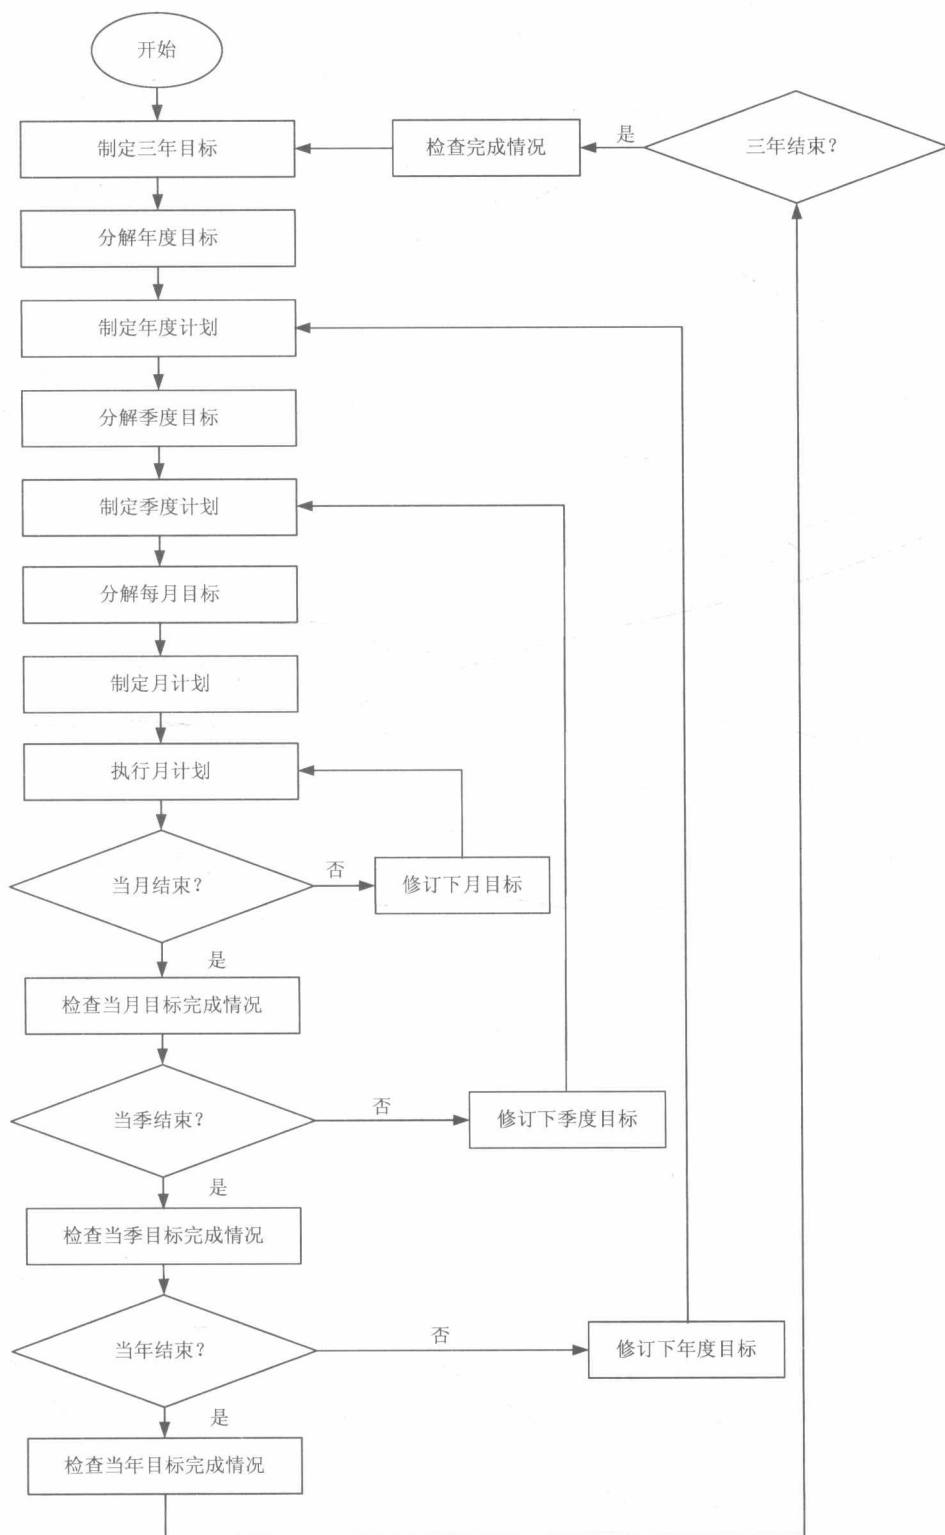 开始
制定三年目标
检查完成情况
是
三年结束？
分解年度目标
制定年度计划
分解季度目标
制定季度计划
分解每月目标
制定月计划
执行月计划
当月结束？
否
修订下月目标
是
检查当月目标完成情况
当季结束？
否
修订下季度目标
是
检查当季目标完成情况
当年结束？
否
修订下年度目标
是
检查当年目标完成情况